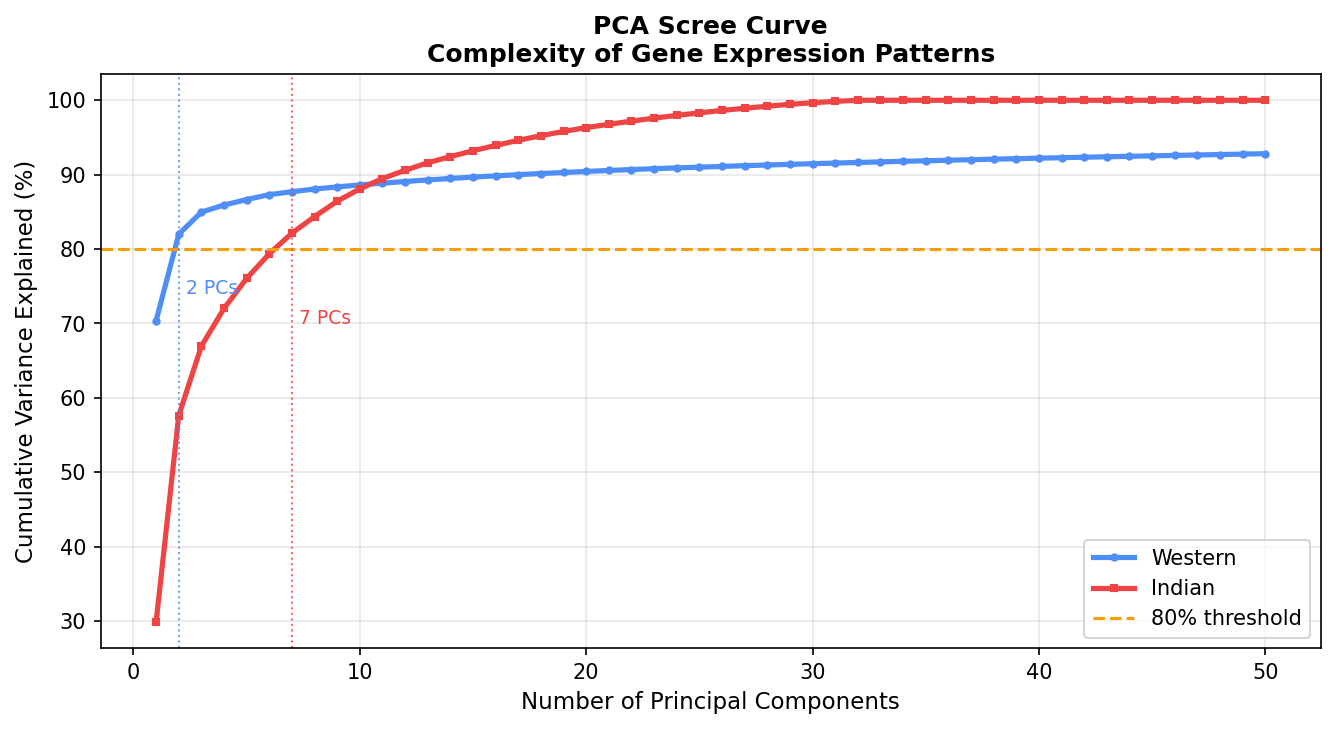 PCA Scree Curve
Complexity of Gene Expression Patterns
Cumulative Variance Explained (%)
100
90
80
70
60
50
40
30
2 PCs
7 PCs
Western
Indian
80% threshold
0
10
20
30
40
50
Number of Principal Components